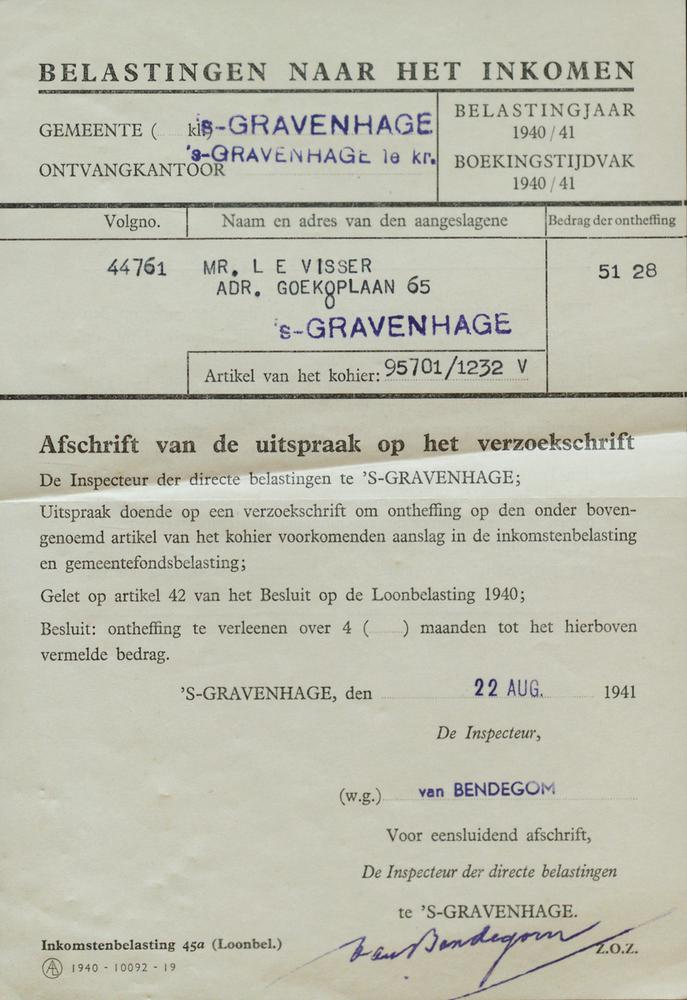 BELASTINGEN NAAR HET INKOMEN
GEMEENTE ( kl.) 's-GRAVENHAGE
ONTVANGKANTOOR 's-GRAVENHAGE 1e kr.
BELASTINGJAAR
1940/41
BOEKINGSTIJDVAK
1940/41
Volgno. Naam en adres van den aangeslagene Bedrag der ontheffing
44761 MR. L E VISSER 51 28
ADR. GOEKOPLAAN 65
's-GRAVENHAGE
Artikel van het kohier: 95701/1232 V
Afschrift van de uitspraak op het verzoekschrift
De Inspecteur der directe belastingen te 'S-GRAVENHAGE;
Uitspraak doende op een verzoekschrift om ontheffing op den onder boven-
genoemd artikel van het kohier voorkomenden aanslag in de inkomstenbelasting
en gemeentefondsbelasting;
Gelet op artikel 42 van het Besluit op de Loonbelasting 1940;
Besluit: ontheffing te verleenen over 4 ( ) maanden tot het hierboven
vermelde bedrag.
'S-GRAVENHAGE, den 22 AUG. 1941
De Inspecteur,
(w.g.) van BENDEGOM
Voor eensluidend afschrift,
De Inspecteur der directe belastingen
te 'S-GRAVENHAGE.
van Bendegom
Z.O.Z.
Inkomstenbelasting 45a (Loonbel.)
1940 - 10092 - 19